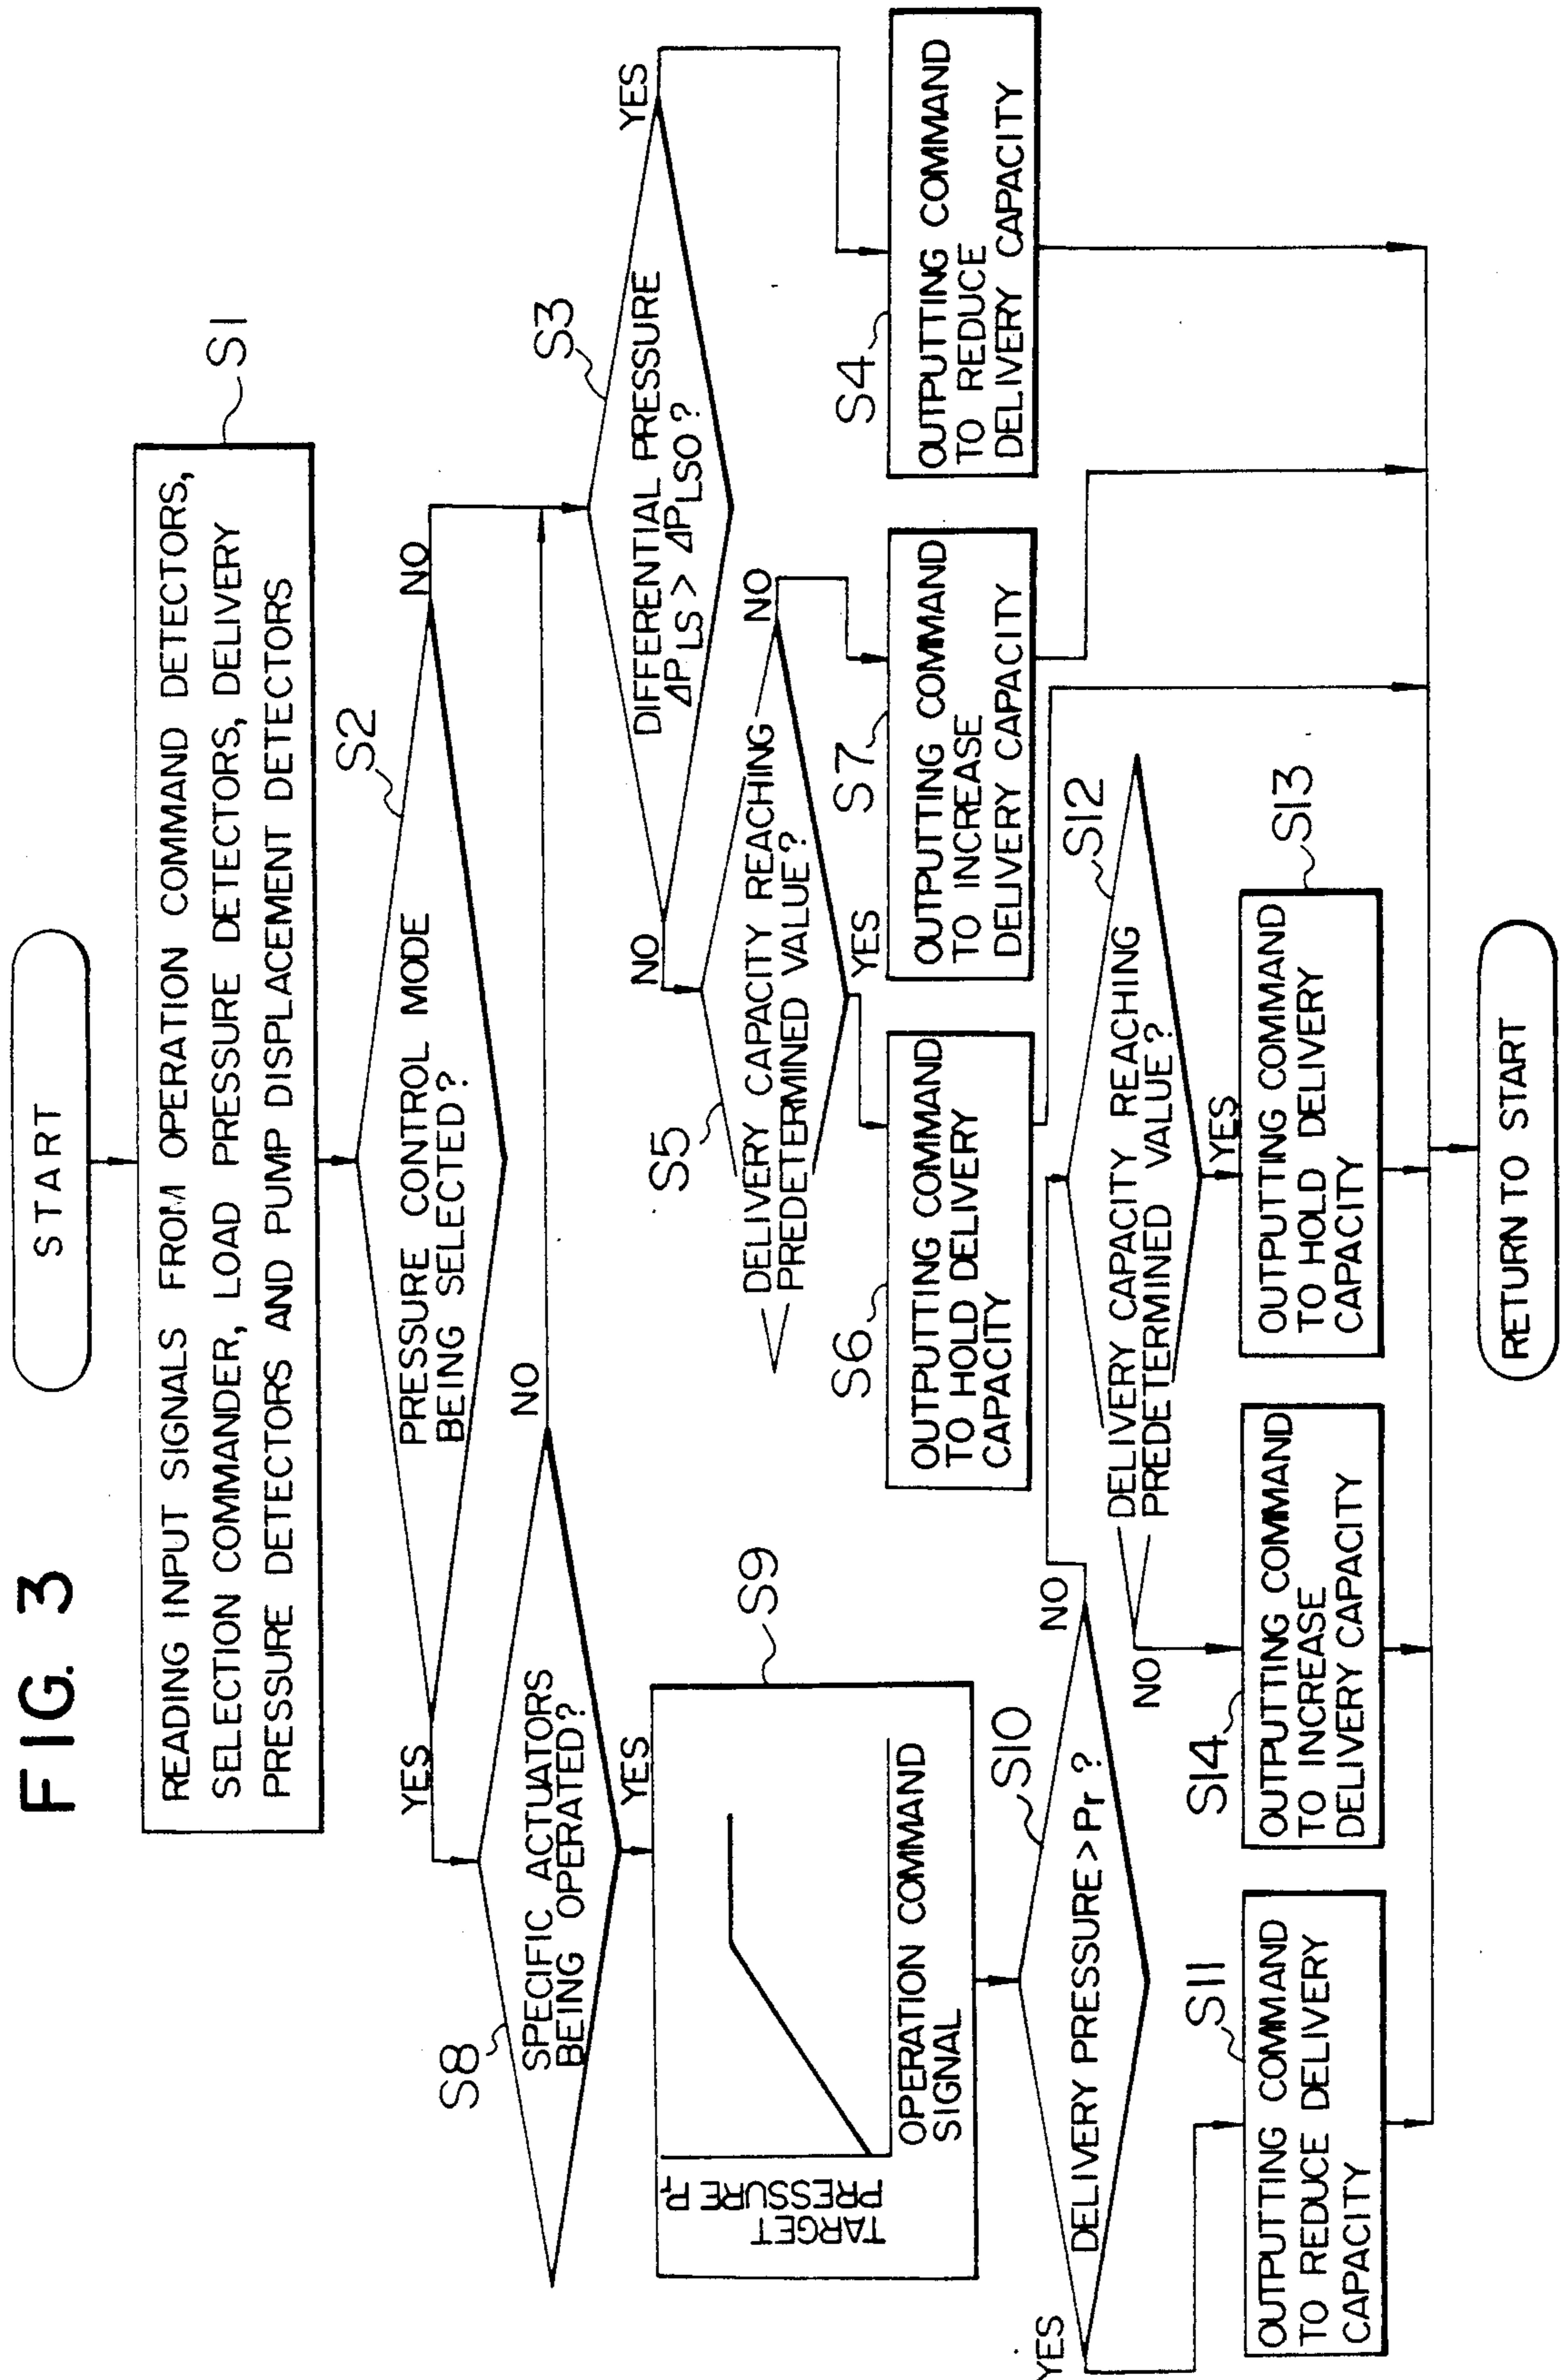 FIG. 3
START
READING INPUT SIGNALS FROM OPERATION COMMAND DETECTORS,
SELECTION COMMANDER, LOAD PRESSURE DETECTORS, DELIVERY
PRESSURE DETECTORS AND PUMP DISPLACEMENT DETECTORS
S1
PRESSURE CONTROL MODE
BEING SELECTED?
S2
YES
NO
SPECIFIC ACTUATORS
BEING OPERATED?
S8
NO
YES
DIFFERENTIAL PRESSURE
ΔPLS > ΔPLSO?
S3
NO
YES
TARGET
PRESSURE Pr
OPERATION COMMAND
SIGNAL
S9
DELIVERY CAPACITY REACHING
PREDETERMINED VALUE?
S5
NO
YES
OUTPUTTING COMMAND
TO HOLD DELIVERY
CAPACITY
S6
OUTPUTTING COMMAND
TO INCREASE
DELIVERY CAPACITY
S7
OUTPUTTING COMMAND
TO REDUCE
DELIVERY CAPACITY
S4
DELIVERY PRESSURE>Pr?
S10
YES
NO
DELIVERY CAPACITY REACHING
PREDETERMINED VALUE?
S12
NO
YES
OUTPUTTING COMMAND
TO REDUCE DELIVERY
CAPACITY
S11
OUTPUTTING COMMAND
TO INCREASE
DELIVERY CAPACITY
S14
OUTPUTTING COMMAND
TO HOLD DELIVERY
CAPACITY
S13
RETURN TO START